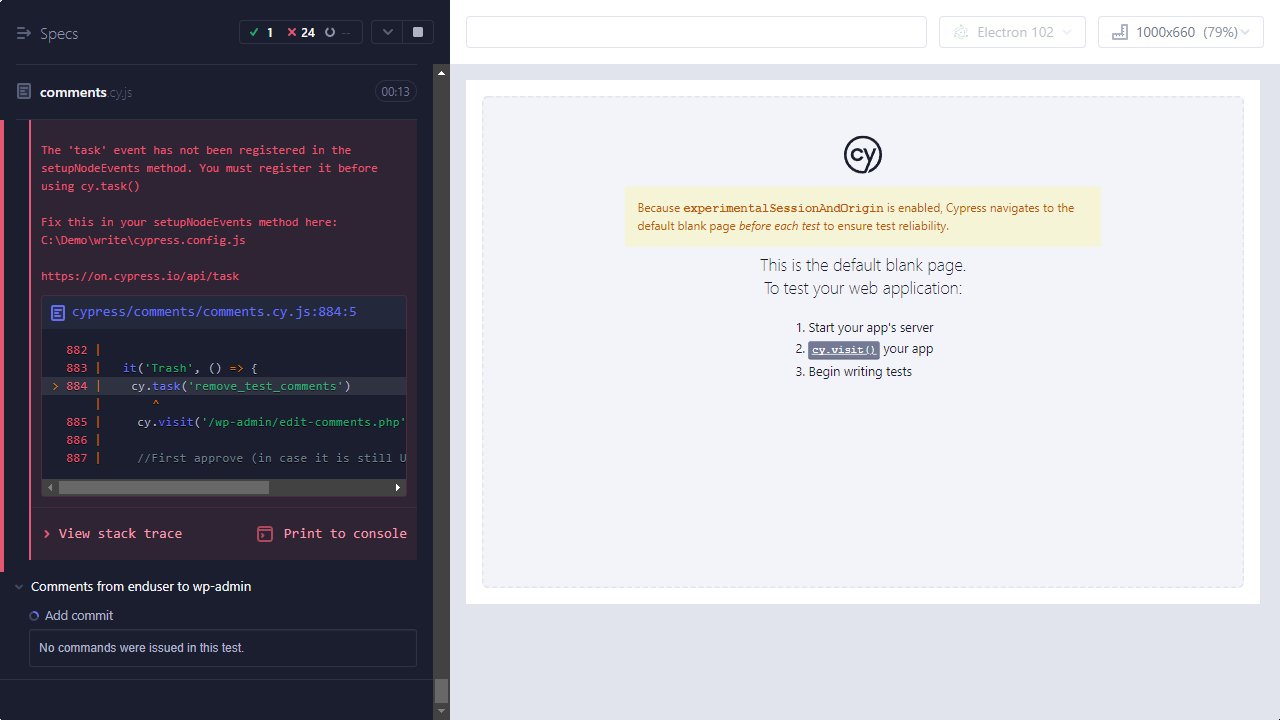 Specs
1
24
--
comments.cy.js
00:13
The 'task' event has not been registered in the
setupNodeEvents method. You must register it before
using cy.task()
Fix this in your setupNodeEvents method here:
C:\Demo\write\cypress.config.js
https://on.cypress.io/api/task
cypress/comments/comments.cy.js:884:5
882 |
883 |   it('Trash', () => {
> 884 |    cy.task('remove_test_comments')
|       ^
885 |     cy.visit('/wp-admin/edit-comments.php'
886 |
887 |     //First approve (in case it is still U
View stack trace
Print to console
Comments from enduser to wp-admin
Add commit
No commands were issued in this test.
Electron 102
1000x660 (79%)
cy
Because experimentalSessionAndOrigin is enabled, Cypress navigates to the
default blank page before each test to ensure test reliability.
This is the default blank page.
To test your web application:
1. Start your app's server
2. cy.visit() your app
3. Begin writing tests